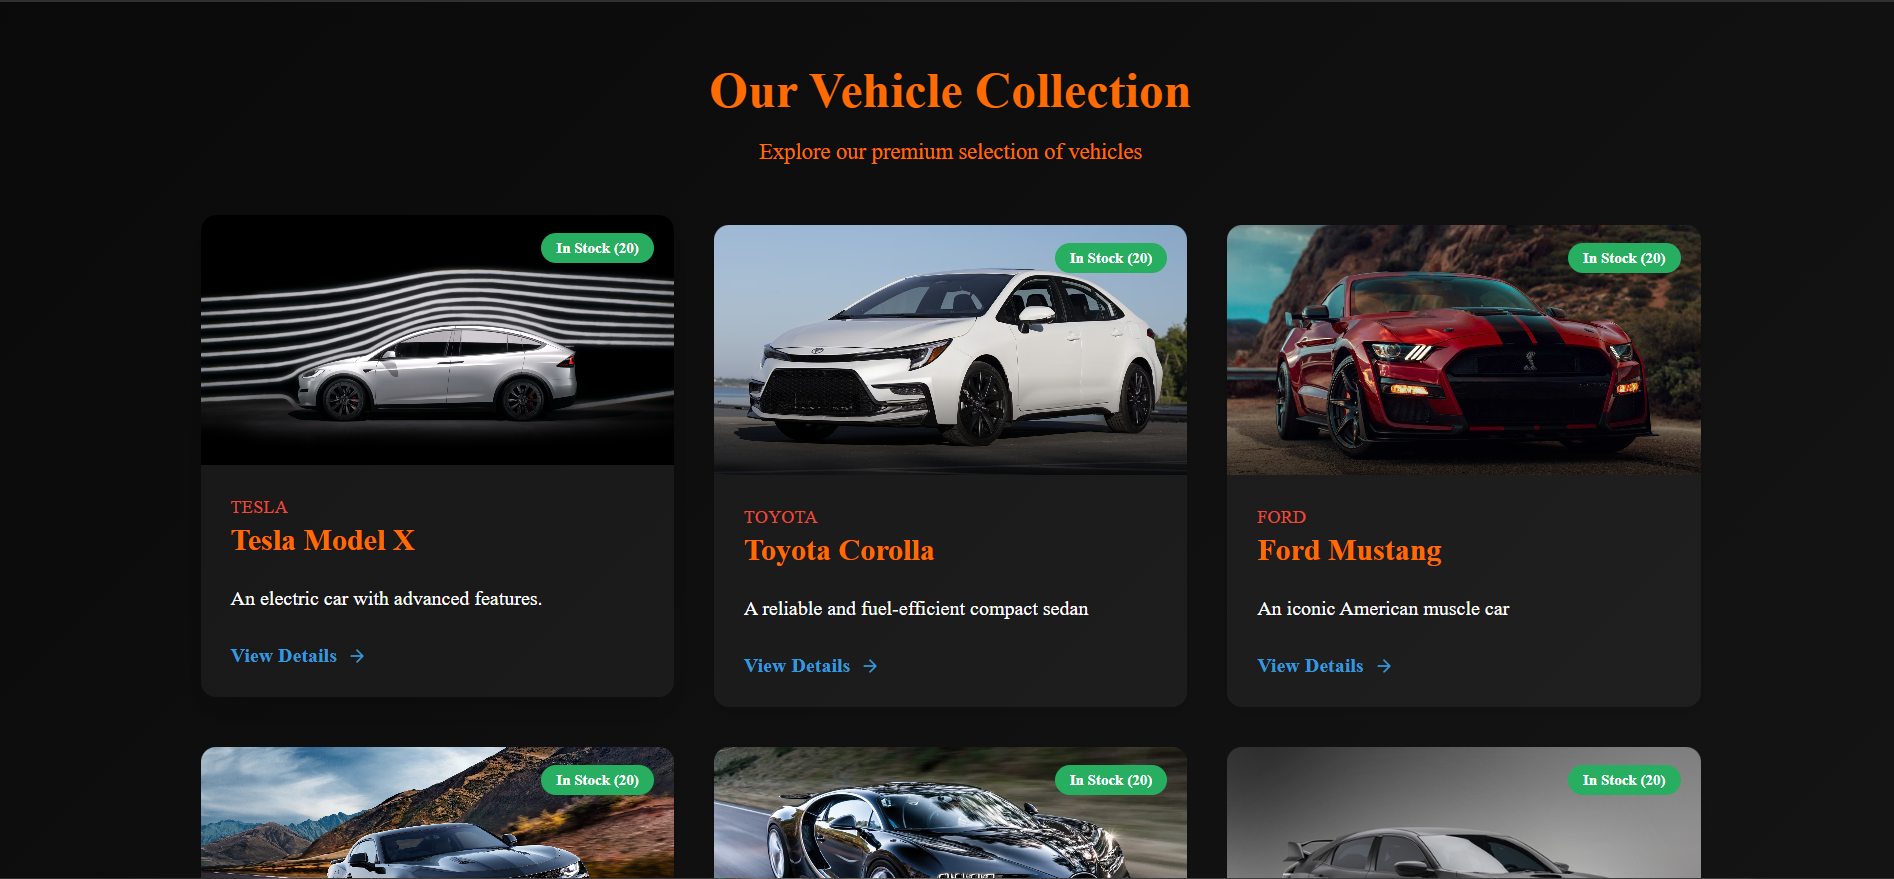 Our Vehicle Collection
Explore our premium selection of vehicles
In Stock (20)
TESLA
Tesla Model X
An electric car with advanced features.
View Details
In Stock (20)
TOYOTA
Toyota Corolla
A reliable and fuel-efficient compact sedan
View Details
In Stock (20)
FORD
Ford Mustang
An iconic American muscle car
View Details
In Stock (20)
In Stock (20)
In Stock (20)